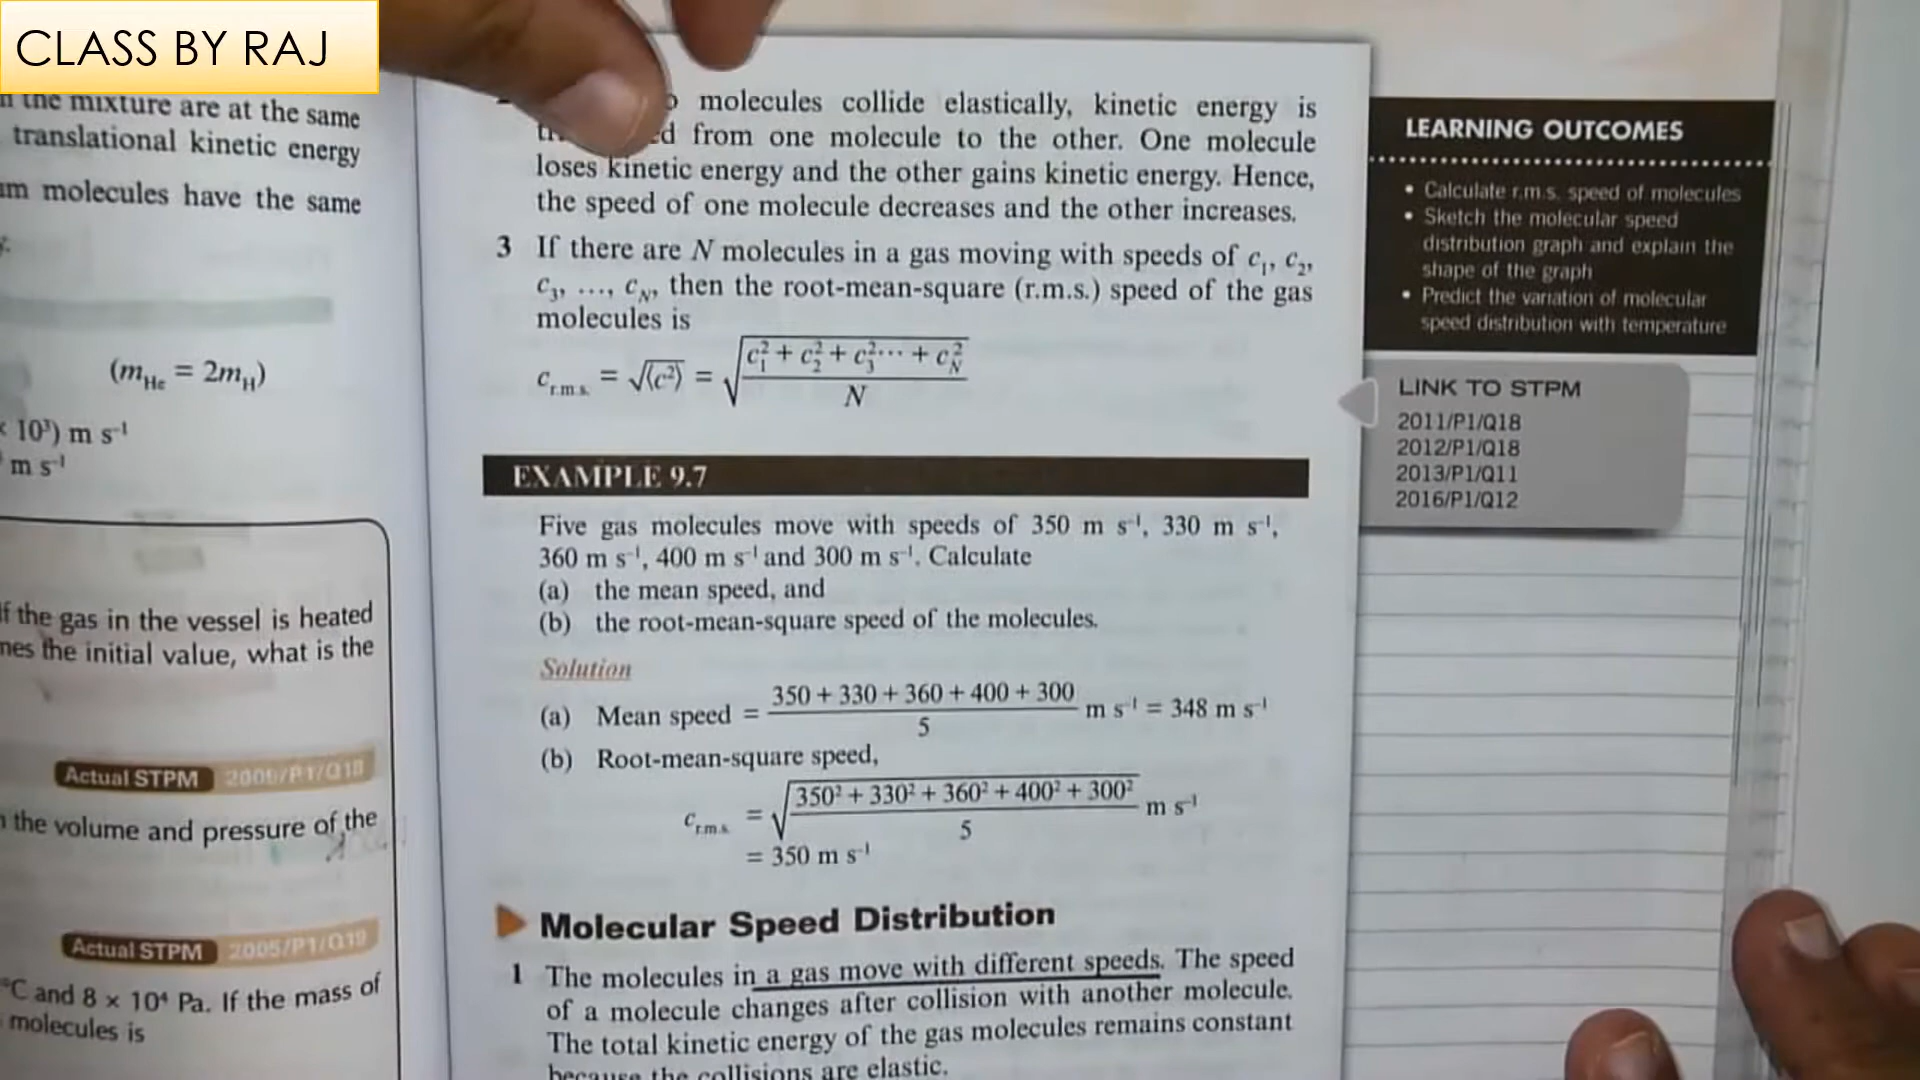 CLASS BY RAJ
the mixture are at the same
translational kinetic energy
molecules have the same
(m_He = 2m_H)
10³) m s⁻¹
m s⁻¹
If the gas in the vessel is heated
the initial value, what is the
Actual STPM 2006/P1/Q18
the volume and pressure of the
Actual STPM 2005/P1/Q19
°C and 8 × 10⁴ Pa. If the mass of
molecules is
molecules collide elastically, kinetic energy is
from one molecule to the other. One molecule
loses kinetic energy and the other gains kinetic energy. Hence,
the speed of one molecule decreases and the other increases.
3 If there are N molecules in a gas moving with speeds of c₁, c₂,
c₃, ..., c_N, then the root-mean-square (r.m.s.) speed of the gas
molecules is
c_r.m.s. = √⟨c²⟩ = √((c₁² + c₂² + c₃² ··· + c_N²)/N)
EXAMPLE 9.7
Five gas molecules move with speeds of 350 m s⁻¹, 330 m s⁻¹,
360 m s⁻¹, 400 m s⁻¹ and 300 m s⁻¹. Calculate
(a) the mean speed, and
(b) the root-mean-square speed of the molecules.
Solution
(a) Mean speed = (350 + 330 + 360 + 400 + 300)/5 m s⁻¹ = 348 m s⁻¹
(b) Root-mean-square speed,
c_r.m.s. = √((350² + 330² + 360² + 400² + 300²)/5) m s⁻¹
= 350 m s⁻¹
Molecular Speed Distribution
1 The molecules in a gas move with different speeds. The speed
of a molecule changes after collision with another molecule.
The total kinetic energy of the gas molecules remains constant
because the collisions are elastic.
LEARNING OUTCOMES
• Calculate r.m.s. speed of molecules
• Sketch the molecular speed
distribution graph and explain the
shape of the graph
• Predict the variation of molecular
speed distribution with temperature
LINK TO STPM
2011/P1/Q18
2012/P1/Q18
2013/P1/Q11
2016/P1/Q12